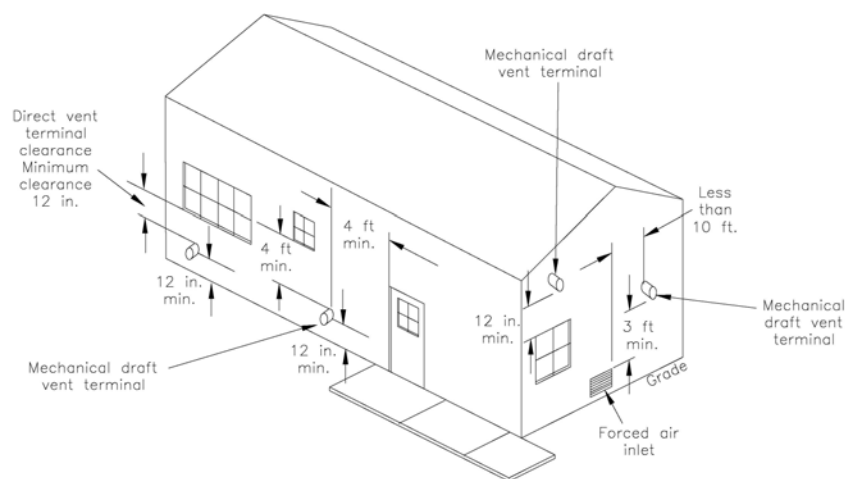 Mechanical draft
vent terminal
Direct vent
terminal
clearance
Minimum
clearance
12 in.
Less
than
10 ft.
4 ft
min.
4 ft
min.
12 in.
min.
12 in.
min.
3 ft
min.
Mechanical
draft vent
terminal
12 in.
min.
Mechanical draft
vent terminal
Grade
Forced air
inlet